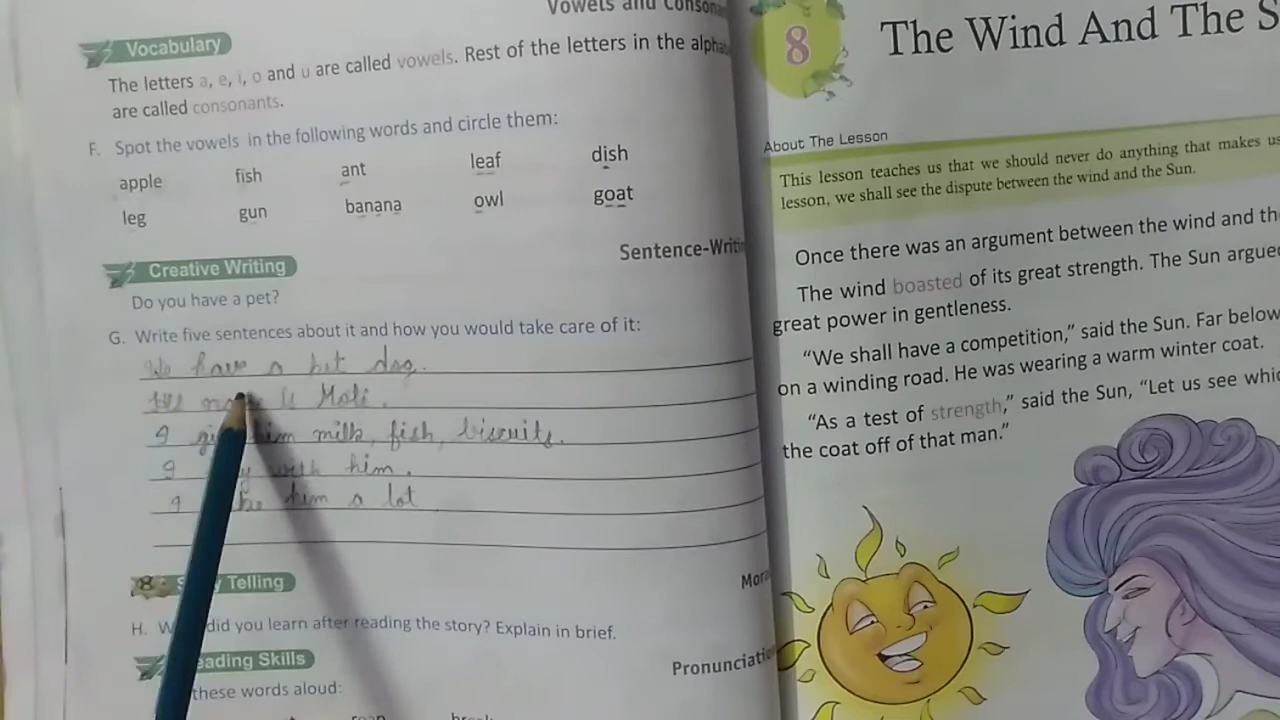 Vowels and Consona
Vocabulary
The letters a, e, i, o and u are called vowels. Rest of the letters in the alpha
are called consonants.
F. Spot the vowels in the following words and circle them:
apple fish ant leaf dish
leg gun banana owl goat
Sentence-Writin
Creative Writing
Do you have a pet?
G. Write five sentences about it and how you would take care of it:
We have a pet dog.
is Moti.
I him milk, fish, biscuits.
I with him.
I him a lot
Telling
Mora
H. did you learn after reading the story? Explain in brief.
eading Skills
Pronunciatio
these words aloud:
8
The Wind And The S
About The Lesson
This lesson teaches us that we should never do anything that makes us
lesson, we shall see the dispute between the wind and the Sun.
Once there was an argument between the wind and th
The wind boasted of its great strength. The Sun argue
great power in gentleness.
“We shall have a competition,” said the Sun. Far below
on a winding road. He was wearing a warm winter coat.
“As a test of strength,” said the Sun, “Let us see whic
the coat off of that man.”